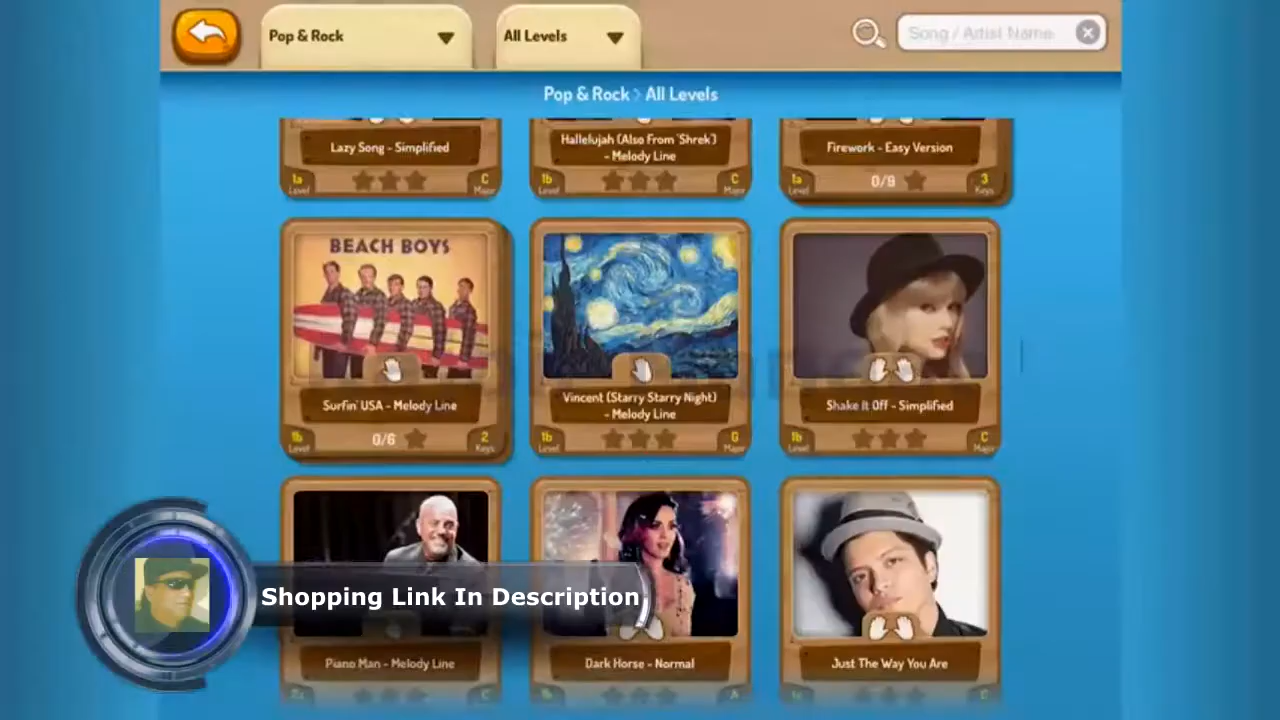 Pop & Rock
All Levels
Song / Artist Name
Pop & Rock > All Levels
Lazy Song - Simplified
1a
Level
C
Major
Hallelujah (Also From 'Shrek')
- Melody Line
1b
Level
C
Major
Firework - Easy Version
1a
Level
0/9
3
Keys
BEACH BOYS
Surfin' USA - Melody Line
1b
Level
0/6
2
Keys
Vincent (Starry Starry Night)
- Melody Line
1b
Level
G
Major
Shake It Off - Simplified
1b
Level
C
Major
Piano Man - Melody Line
C
Dark Horse - Normal
A
Just The Way You Are
C
Shopping Link In Description